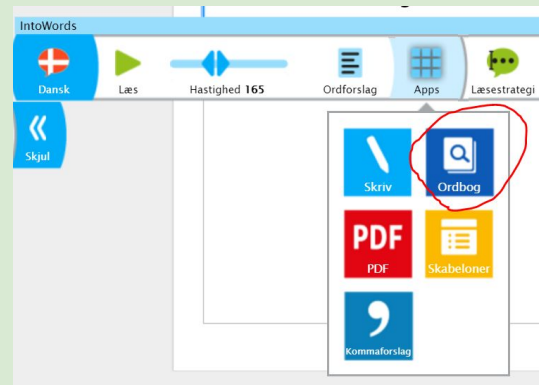 IntoWords
Dansk Læs Hastighed 165 Ordforslag Apps Læsestrategi
Skjul
Skriv Ordbog
PDF
PDF Skabeloner
Kommaforslag